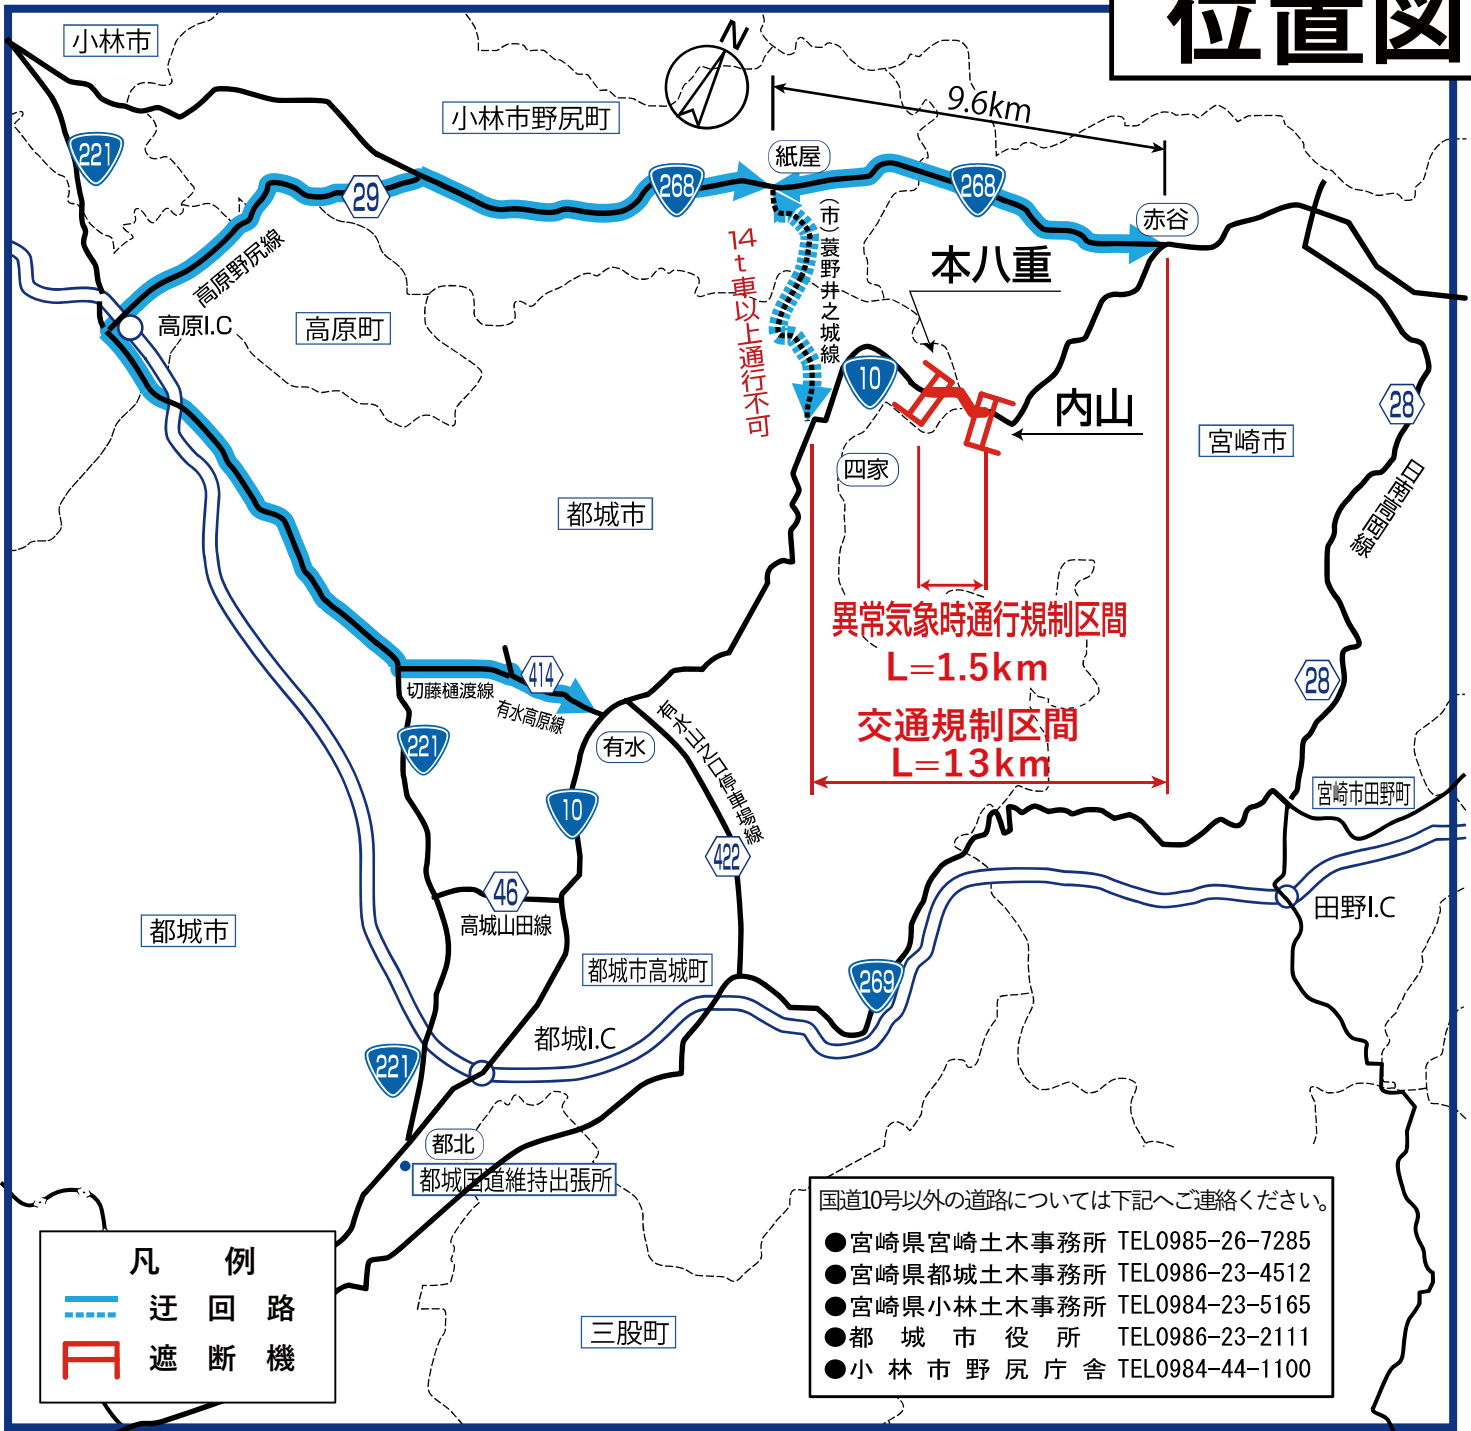 位置図
小林市
N
9.6km
小林市野尻町
221
紙屋
29
268
268
(市)蓑野井之城線
赤谷
14t車以上通行不可
高原野尻線
本八重
高原I.C
高原町
10
内山
28
宮崎市
四家
日南高岡線
都城市
異常気象時通行規制区間
L=1.5km
414
切藤樋渡線
有水高原線
28
交通規制区間
L=13km
有水山之口停車場線
221
有水
宮崎市田野町
10
422
46
高城山田線
田野I.C
都城市
都城市高城町
269
都城I.C
221
都北
都城国道維持出張所
国道10号以外の道路については下記へご連絡ください。
●宮崎県宮崎土木事務所 TEL0985-26-7285
●宮崎県都城土木事務所 TEL0986-23-4512
●宮崎県小林土木事務所 TEL0984-23-5165
●都城市役所 TEL0986-23-2111
●小林市野尻庁舎 TEL0984-44-1100
凡例
迂回路
遮断機
三股町